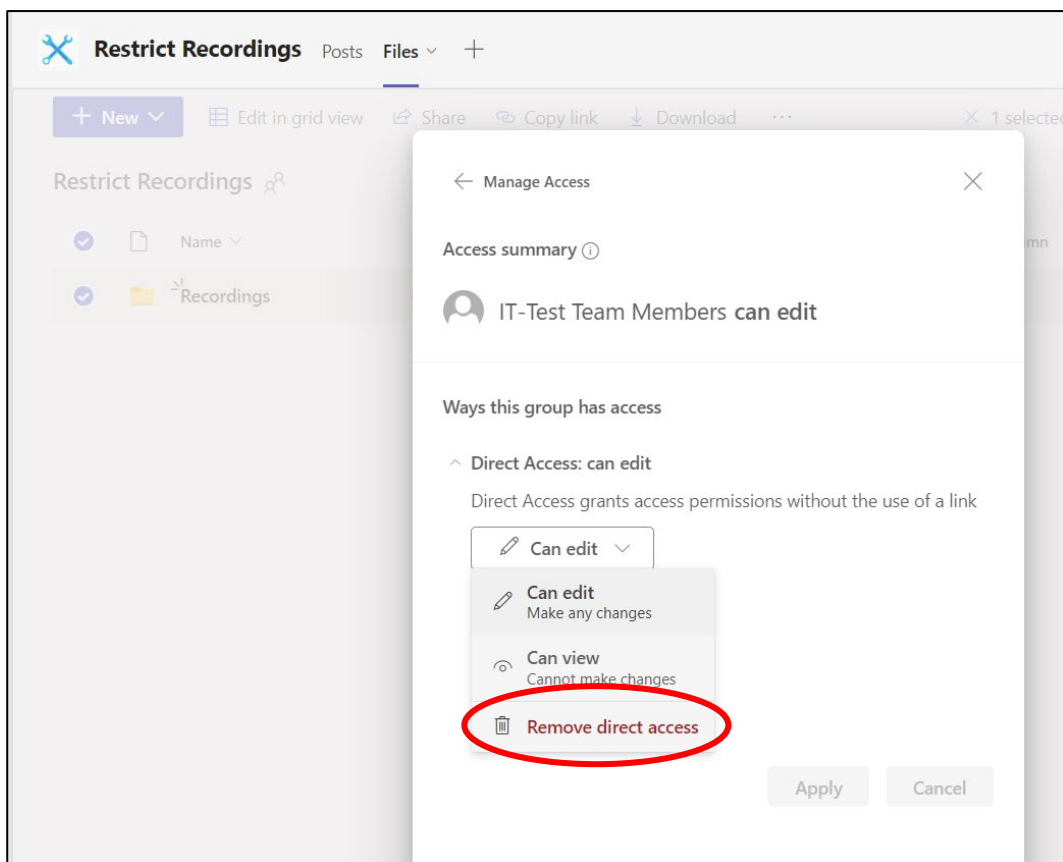 Restrict Recordings Posts Files
New Edit in grid view Share Copy link Download ... 1 selected
Restrict Recordings
Manage Access
Name
Access summary
Recordings
IT-Test Team Members can edit
Ways this group has access
Direct Access: can edit
Direct Access grants access permissions without the use of a link
Can edit
Can edit
Make any changes
Can view
Cannot make changes
Remove direct access
Apply Cancel